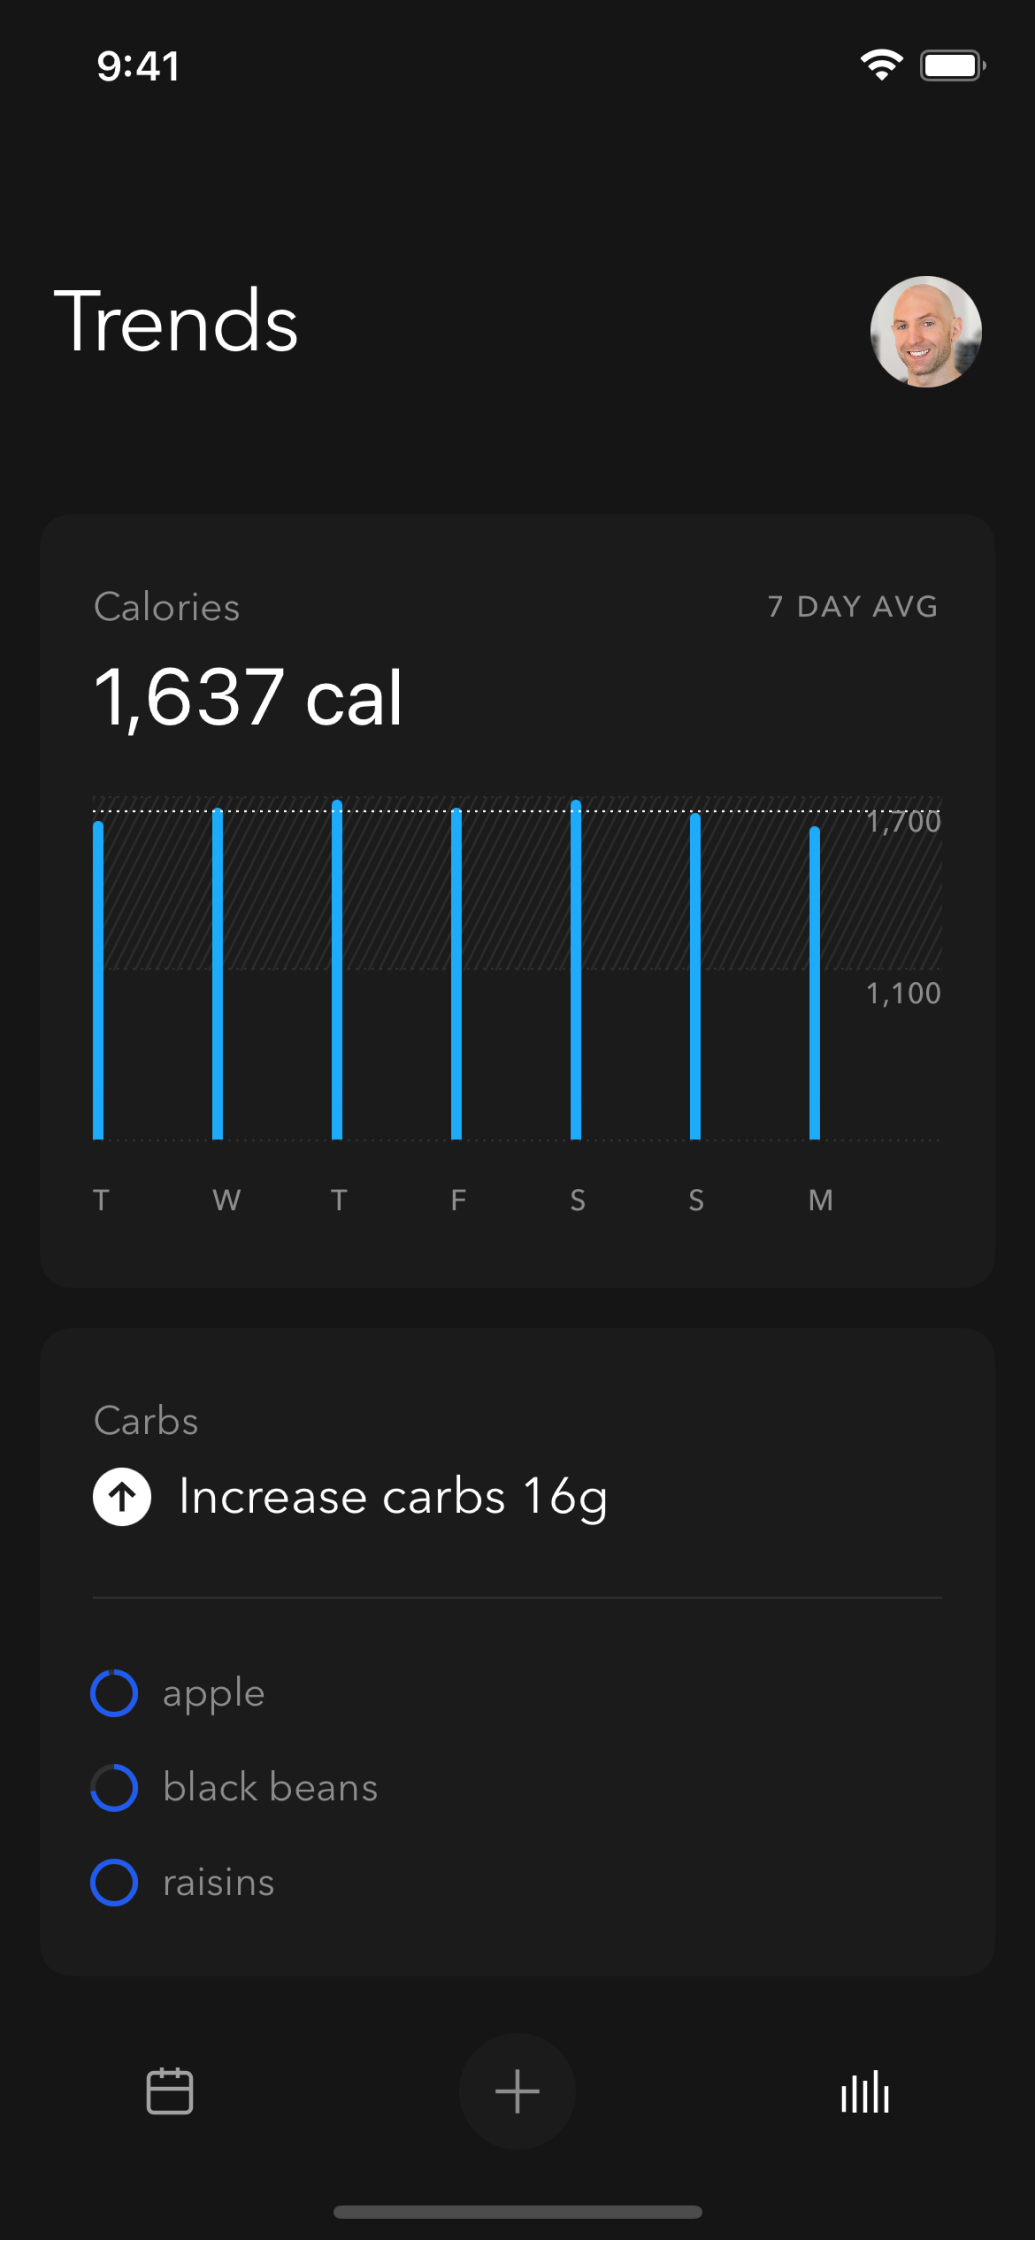 9:41
Trends
Calories
7 DAY AVG
1,637 cal
1,700
1,100
T W T F S S M
Carbs
Increase carbs 16g
apple
black beans
raisins